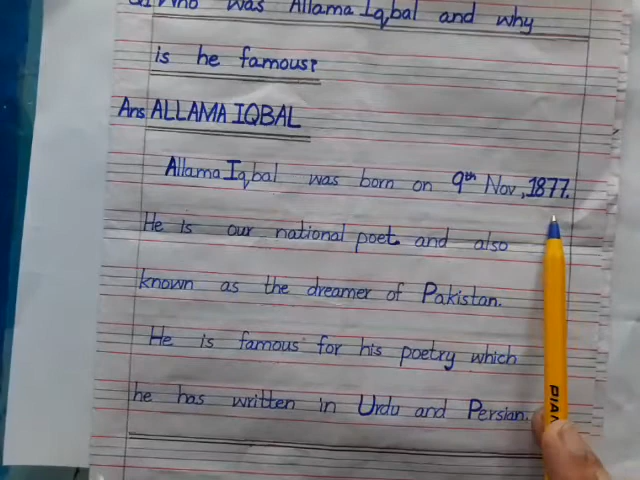 Q1 Who was Allama Iqbal and why
is he famous?
Ans ALLAMA IQBAL
Allama Iqbal was born on 9th Nov, 1877.
He is our national poet and also
known as the dreamer of Pakistan.
He is famous for his poetry which
he has written in Urdu and Persian.
PIAN